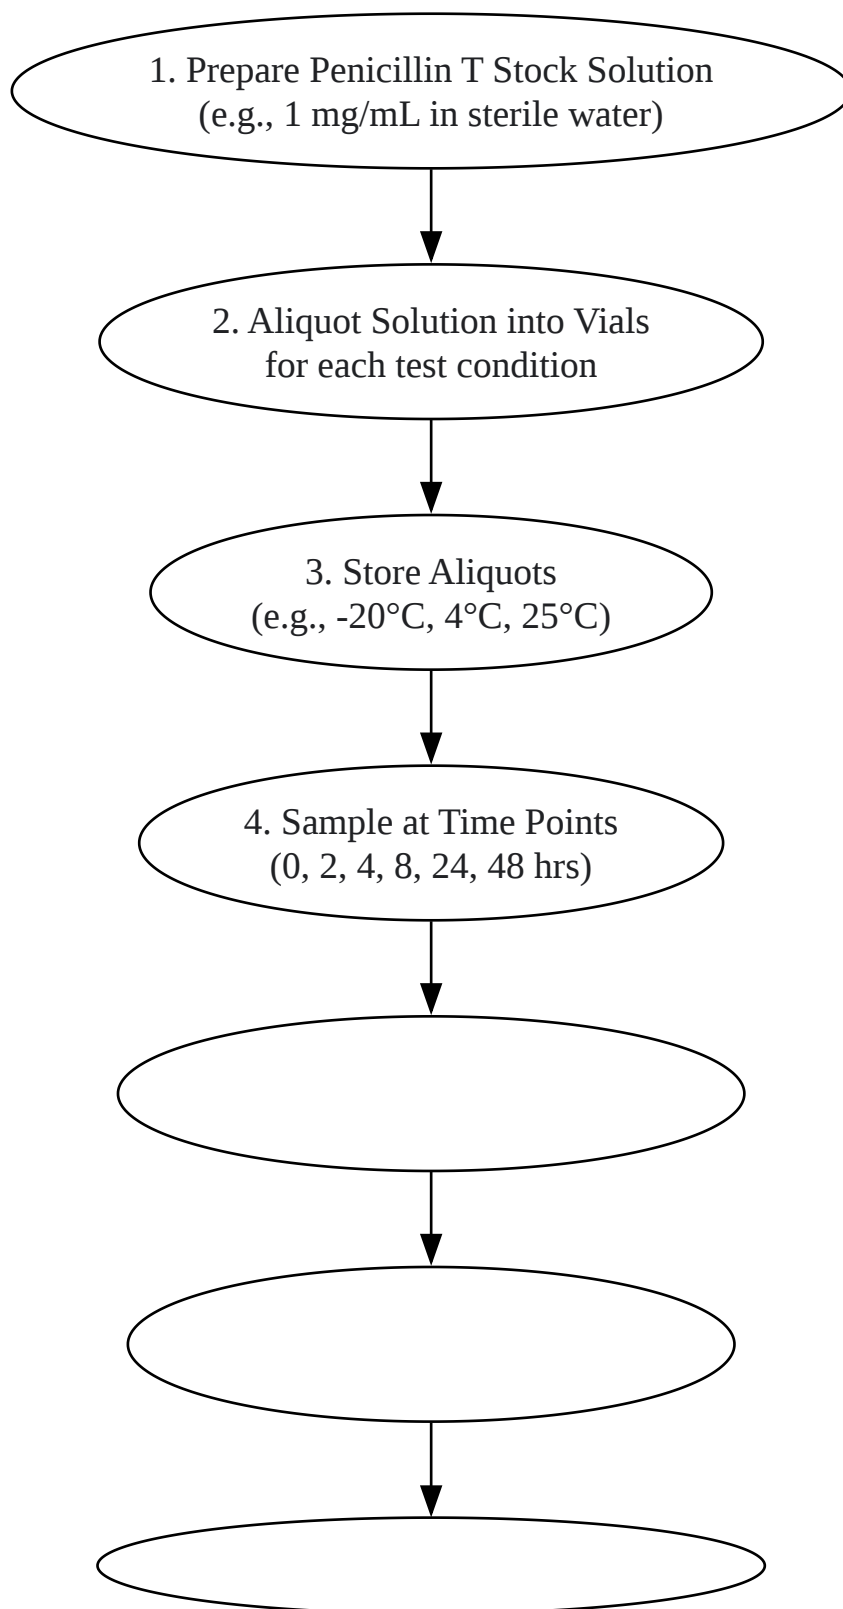 1. Prepare Penicillin T Stock Solution
(e.g., 1 mg/mL in sterile water)
2. Aliquot Solution into Vials
for each test condition
3. Store Aliquots
(e.g., -20°C, 4°C, 25°C)
4. Sample at Time Points
(0, 2, 4, 8, 24, 48 hrs)